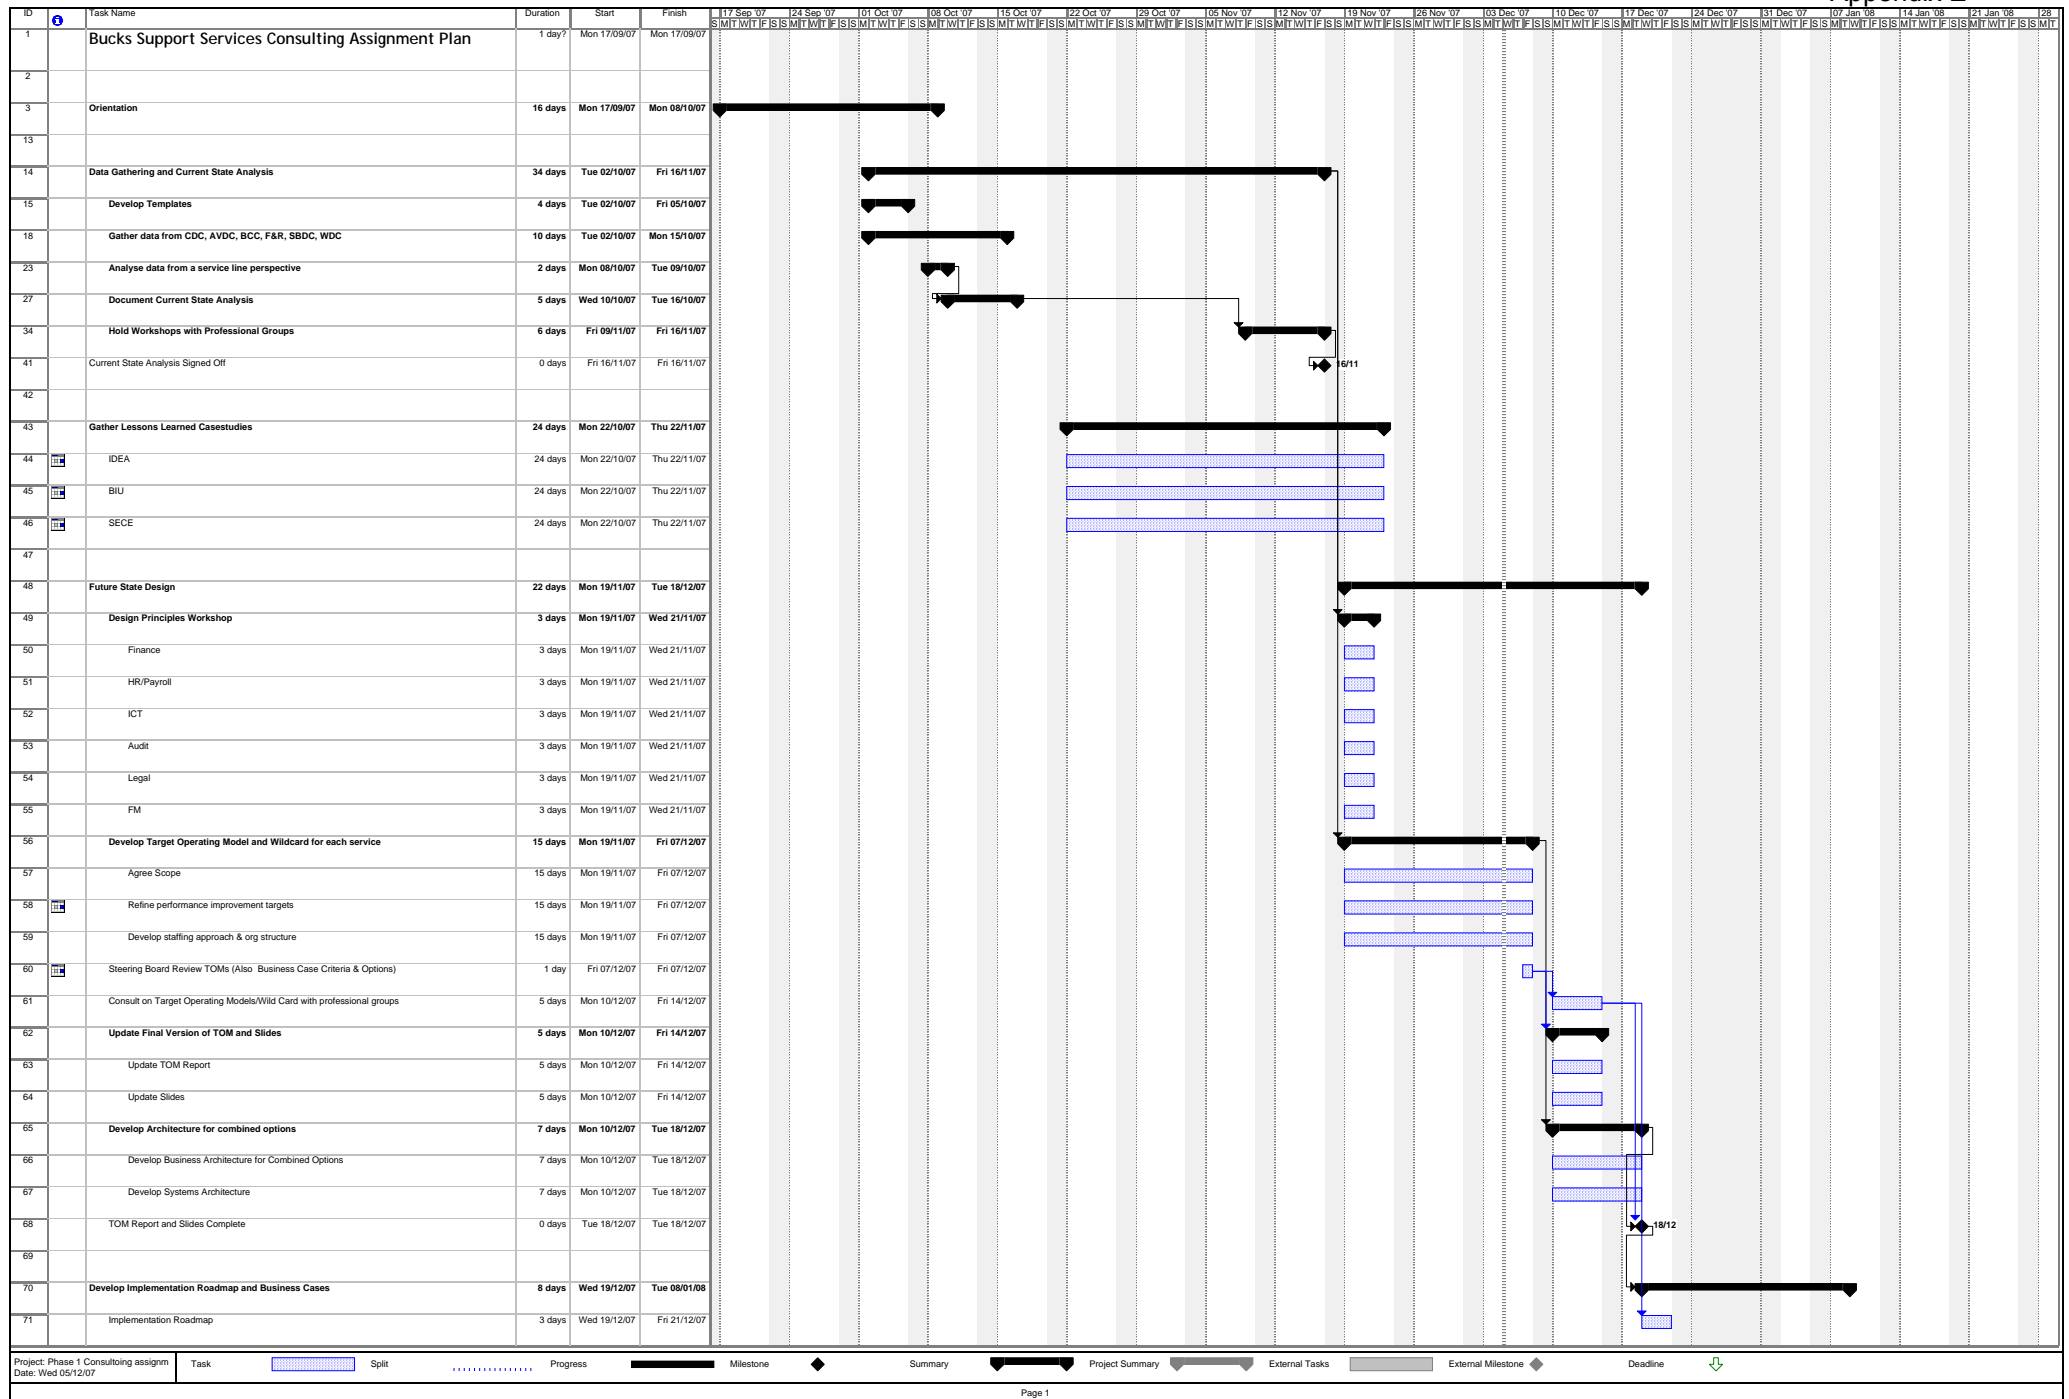 Appendix E
ID Task Name Duration Start Finish 17 Sep '07 24 Sep '07 01 Oct '07 08 Oct '07 15 Oct '07 22 Oct '07 29 Oct '07 05 Nov '07 12 Nov '07 19 Nov '07 26 Nov '07 03 Dec '07 10 Dec '07 17 Dec '07 24 Dec '07 31 Dec '07 07 Jan '08 14 Jan '08 21 Jan '08 28
S M T W T F S S M T W T F S S M T W T F S S M T W T F S S M T W T F S S M T W T F S S M T W T F S S M T W T F S S M T W T F S S M T W T F S S M T W T F S S M T W T F S S M T W T F S S M T W T F S S M T W T F S S M T W T F S S M T W T F S S M T W T F S S M T W T F S S M T
1 Bucks Support Services Consulting Assignment Plan 1 day? Mon 17/09/07 Mon 17/09/07
2
3 Orientation 16 days Mon 17/09/07 Mon 08/10/07
13
14 Data Gathering and Current State Analysis 34 days Tue 02/10/07 Fri 16/11/07
15 Develop Templates 4 days Tue 02/10/07 Fri 05/10/07
18 Gather data from CDC, AVDC, BCC, F&R, SBDC, WDC 10 days Tue 02/10/07 Mon 15/10/07
23 Analyse data from a service line perspective 2 days Mon 08/10/07 Tue 09/10/07
27 Document Current State Analysis 5 days Wed 10/10/07 Tue 16/10/07
34 Hold Workshops with Professional Groups 6 days Fri 09/11/07 Fri 16/11/07
41 Current State Analysis Signed Off 0 days Fri 16/11/07 Fri 16/11/07 16/11
42
43 Gather Lessons Learned Casestudies 24 days Mon 22/10/07 Thu 22/11/07
44 IDEA 24 days Mon 22/10/07 Thu 22/11/07
45 BIU 24 days Mon 22/10/07 Thu 22/11/07
46 SECE 24 days Mon 22/10/07 Thu 22/11/07
47
48 Future State Design 22 days Mon 19/11/07 Tue 18/12/07
49 Design Principles Workshop 3 days Mon 19/11/07 Wed 21/11/07
50 Finance 3 days Mon 19/11/07 Wed 21/11/07
51 HR/Payroll 3 days Mon 19/11/07 Wed 21/11/07
52 ICT 3 days Mon 19/11/07 Wed 21/11/07
53 Audit 3 days Mon 19/11/07 Wed 21/11/07
54 Legal 3 days Mon 19/11/07 Wed 21/11/07
55 FM 3 days Mon 19/11/07 Wed 21/11/07
56 Develop Target Operating Model and Wildcard for each service 15 days Mon 19/11/07 Fri 07/12/07
57 Agree Scope 15 days Mon 19/11/07 Fri 07/12/07
58 Refine performance improvement targets 15 days Mon 19/11/07 Fri 07/12/07
59 Develop staffing approach & org structure 15 days Mon 19/11/07 Fri 07/12/07
60 Steering Board Review TOMs (Also Business Case Criteria & Options) 1 day Fri 07/12/07 Fri 07/12/07
61 Consult on Target Operating Models/Wild Card with professional groups 5 days Mon 10/12/07 Fri 14/12/07
62 Update Final Version of TOM and Slides 5 days Mon 10/12/07 Fri 14/12/07
63 Update TOM Report 5 days Mon 10/12/07 Fri 14/12/07
64 Update Slides 5 days Mon 10/12/07 Fri 14/12/07
65 Develop Architecture for combined options 7 days Mon 10/12/07 Tue 18/12/07
66 Develop Business Architecture for Combined Options 7 days Mon 10/12/07 Tue 18/12/07
67 Develop Systems Architecture 7 days Mon 10/12/07 Tue 18/12/07
68 TOM Report and Slides Complete 0 days Tue 18/12/07 Tue 18/12/07 18/12
69
70 Develop Implementation Roadmap and Business Cases 8 days Wed 19/12/07 Tue 08/01/08
71 Implementation Roadmap 3 days Wed 19/12/07 Fri 21/12/07
Project: Phase 1 Consultoing assignm
Date: Wed 05/12/07
Task Split Progress Milestone Summary Project Summary External Tasks External Milestone Deadline
Page 1